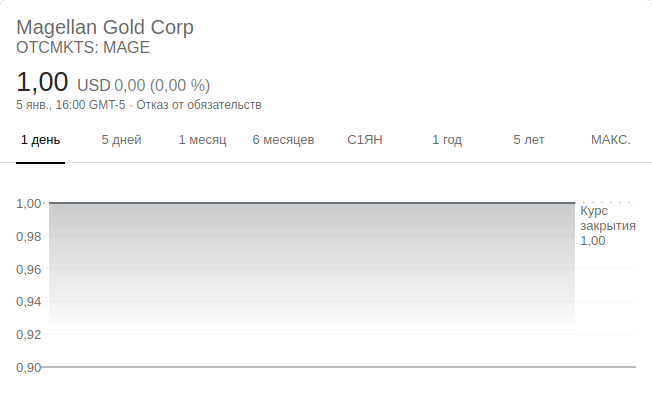 Magellan Gold Corp
OTCMKTS: MAGE
1,00 USD 0,00 (0,00 %)
5 янв., 16:00 GMT-5 · Отказ от обязательств
1 день 5 дней 1 месяц 6 месяцев С1ЯН 1 год 5 лет МАКС.
1,00
Курс
закрытия
1,00
0,98
0,96
0,94
0,92
0,90